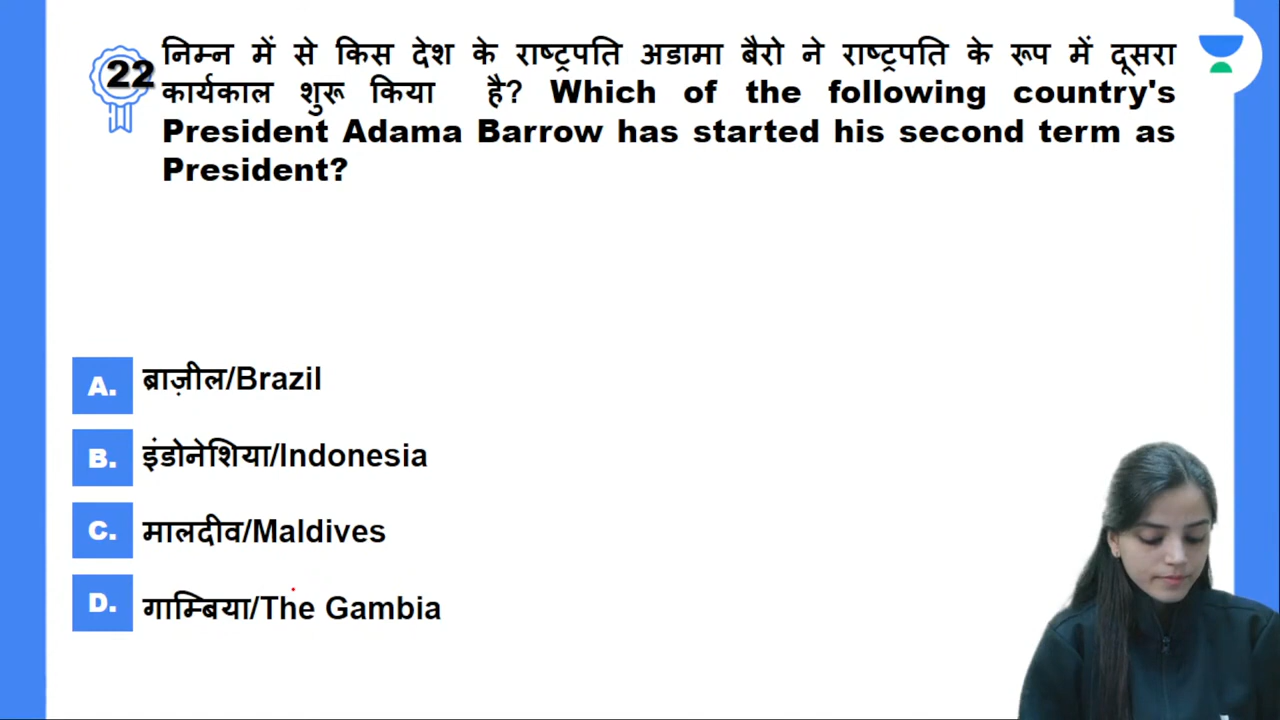 22
निम्न में से किस देश के राष्ट्रपति अडामा बैरो ने राष्ट्रपति के रूप में दूसरा
कार्यकाल शुरू किया है? Which of the following country's
President Adama Barrow has started his second term as
President?
A. ब्राज़ील/Brazil
B. इंडोनेशिया/Indonesia
C. मालदीव/Maldives
D. गाम्बिया/The Gambia